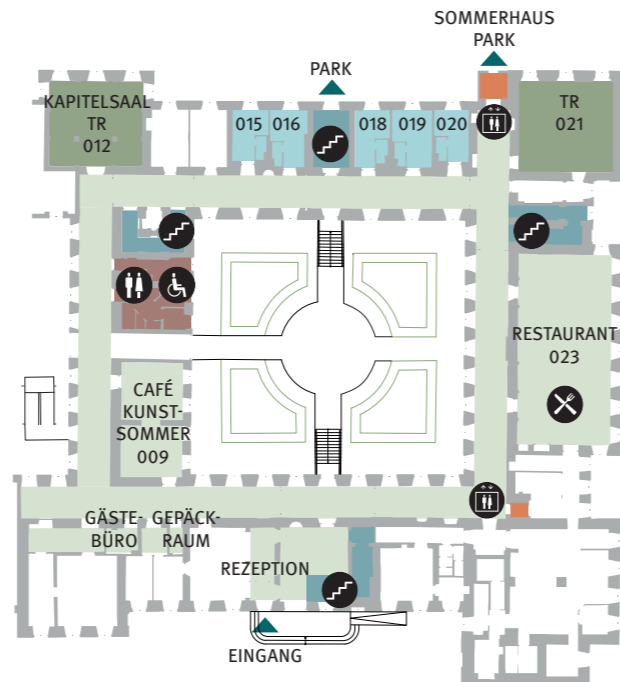 SOMMERHAUS
PARK
PARK
KAPITELSAAL
TR
012
015
016
018
019
020
TR
021
RESTAURANT
023
CAFÉ
KUNST-
SOMMER
009
GÄSTE-
BÜRO
GEPÄCK-
RAUM
REZEPTION
EINGANG